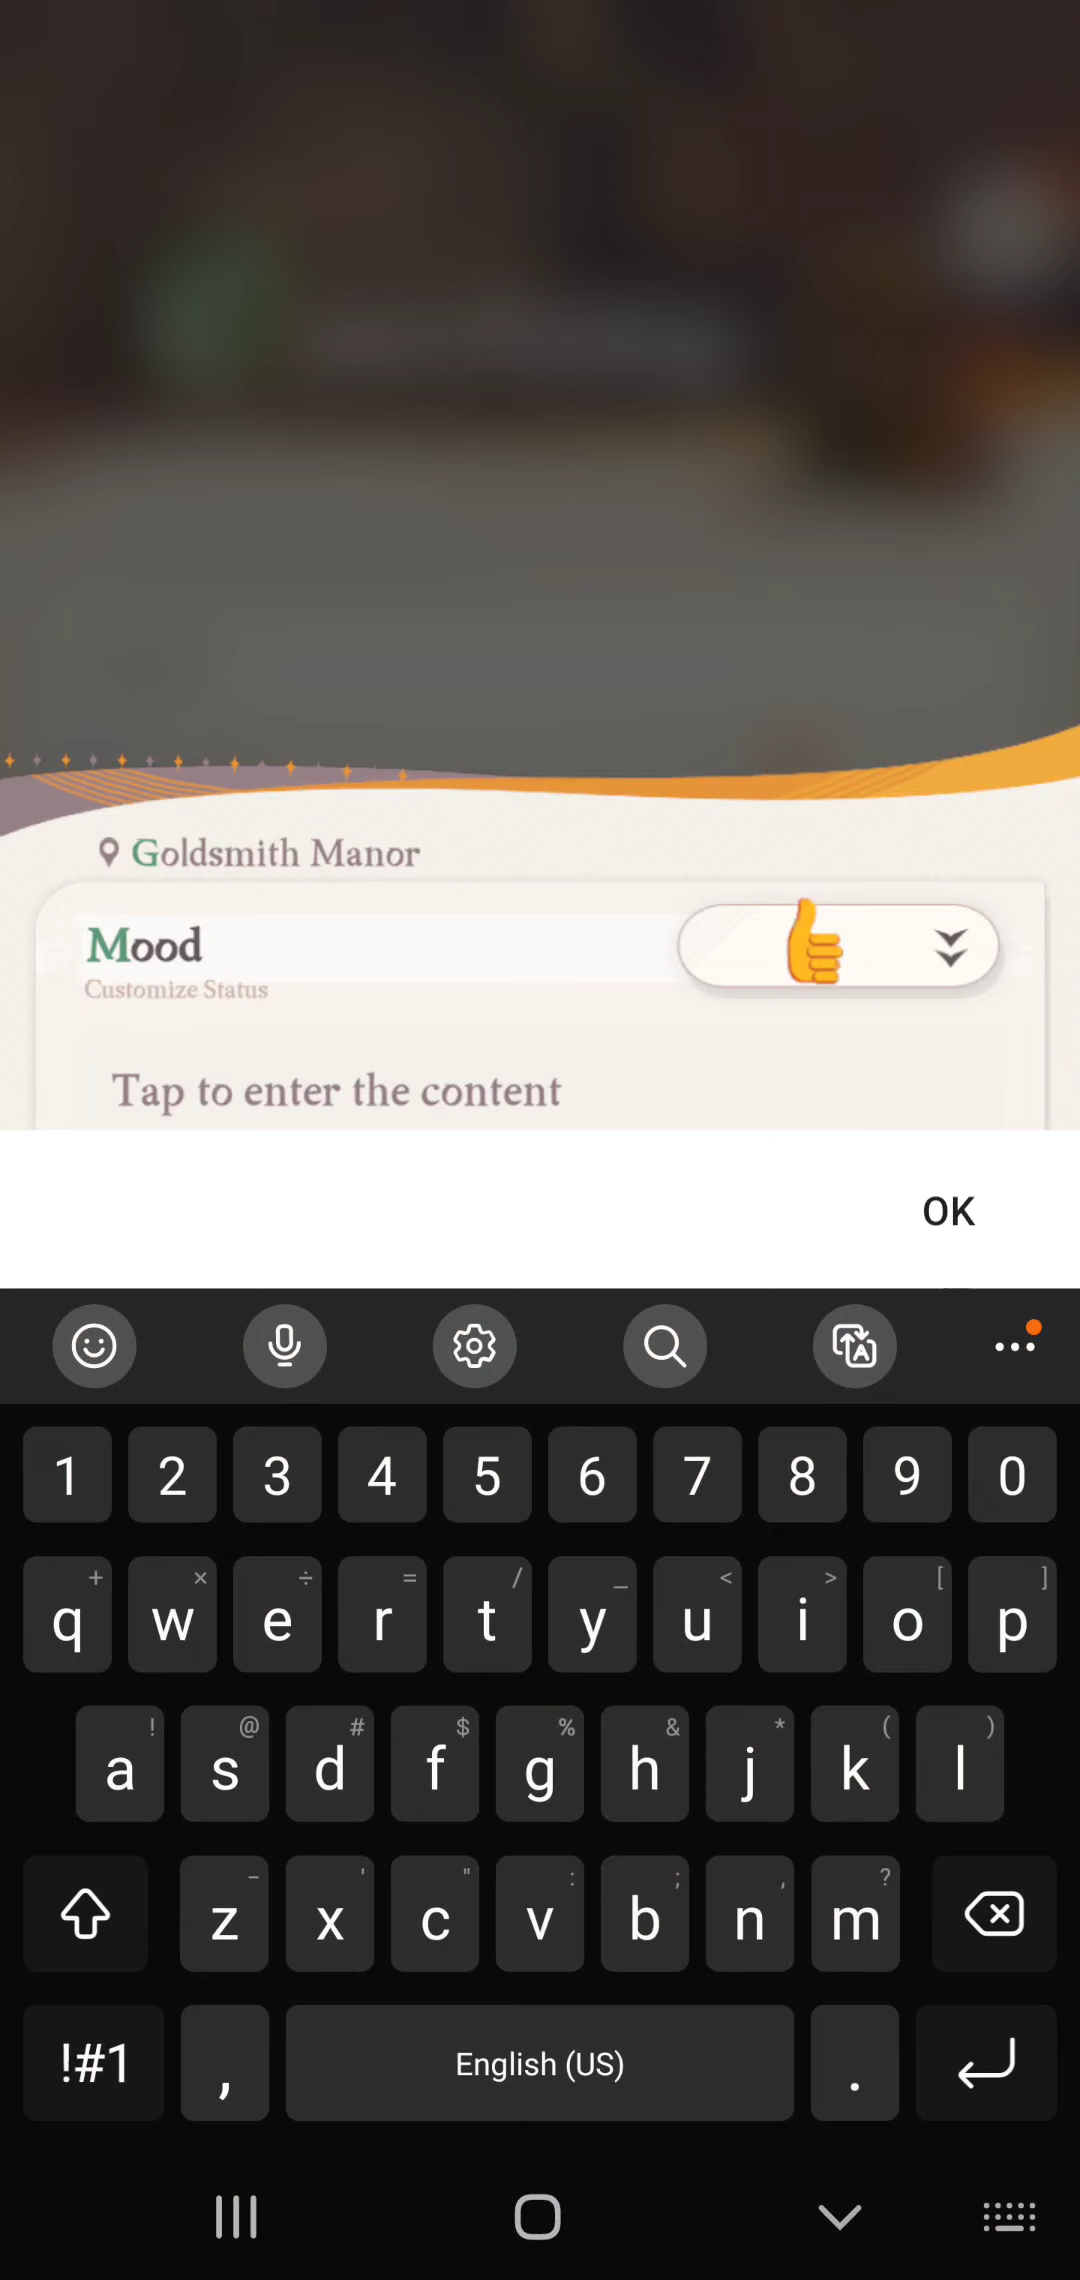 Goldsmith Manor
Mood
Customize Status
Tap to enter the content
OK
1 2 3 4 5 6 7 8 9 0
+ × ÷ = / _ < > [ ]
q w e r t y u i o p
! @ # $ % & * ( )
a s d f g h j k l
- ' " : ; , ?
z x c v b n m
!#1 , English (US) .